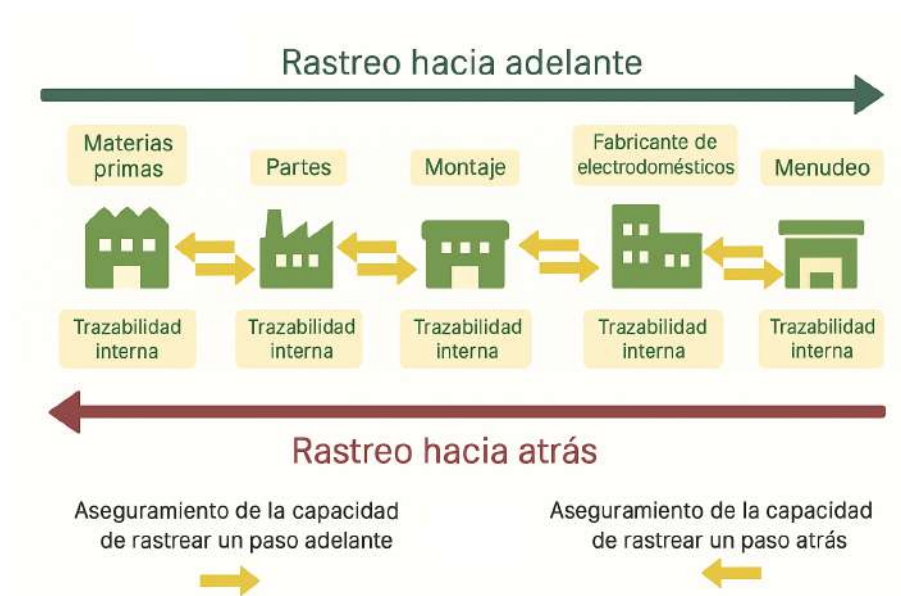 Rastreo hacia adelante
Materias
primas
Partes
Montaje
Fabricante de
electrodomésticos
Menudeo
Trazabilidad
interna
Trazabilidad
interna
Trazabilidad
interna
Trazabilidad
interna
Trazabilidad
interna
Rastreo hacia atrás
Aseguramiento de la capacidad
de rastrear un paso adelante
Aseguramiento de la capacidad
de rastrear un paso atrás